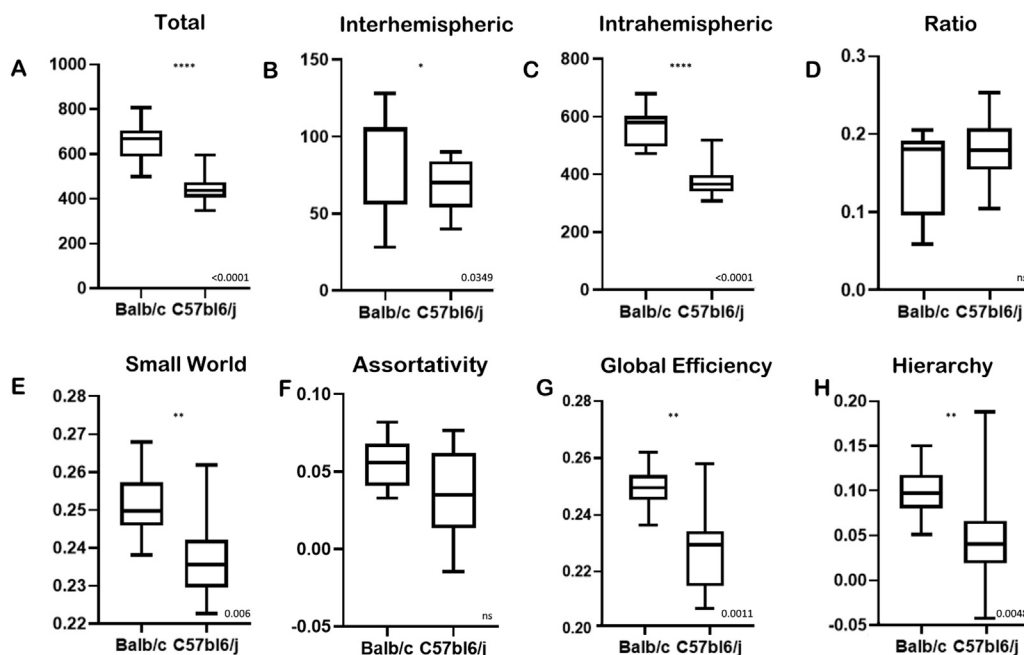 Total
Interhemispheric
Intrahemispheric
Ratio
A
1000
800
600
400
200
0
****
<0.0001
Balb/c C57bl6/j
B
150
100
50
0
*
0.0349
Balb/c C57bl6/j
C
800
600
400
200
0
****
<0.0001
Balb/c C57bl6/j
D
0.3
0.2
0.1
0.0
ns
Balb/c C57bl6/j
Small World
Assortativity
Global Efficiency
Hierarchy
E
0.28
0.27
0.26
0.25
0.24
0.23
0.22
**
0.006
Balb/c C57bl6/j
F
0.10
0.05
0.00
-0.05
ns
Balb/c C57bl6/j
G
0.28
0.26
0.24
0.22
0.20
**
0.0011
Balb/c C57bl6/j
H
0.20
0.15
0.10
0.05
0.00
-0.05
**
0.0048
Balb/c C57bl6/j